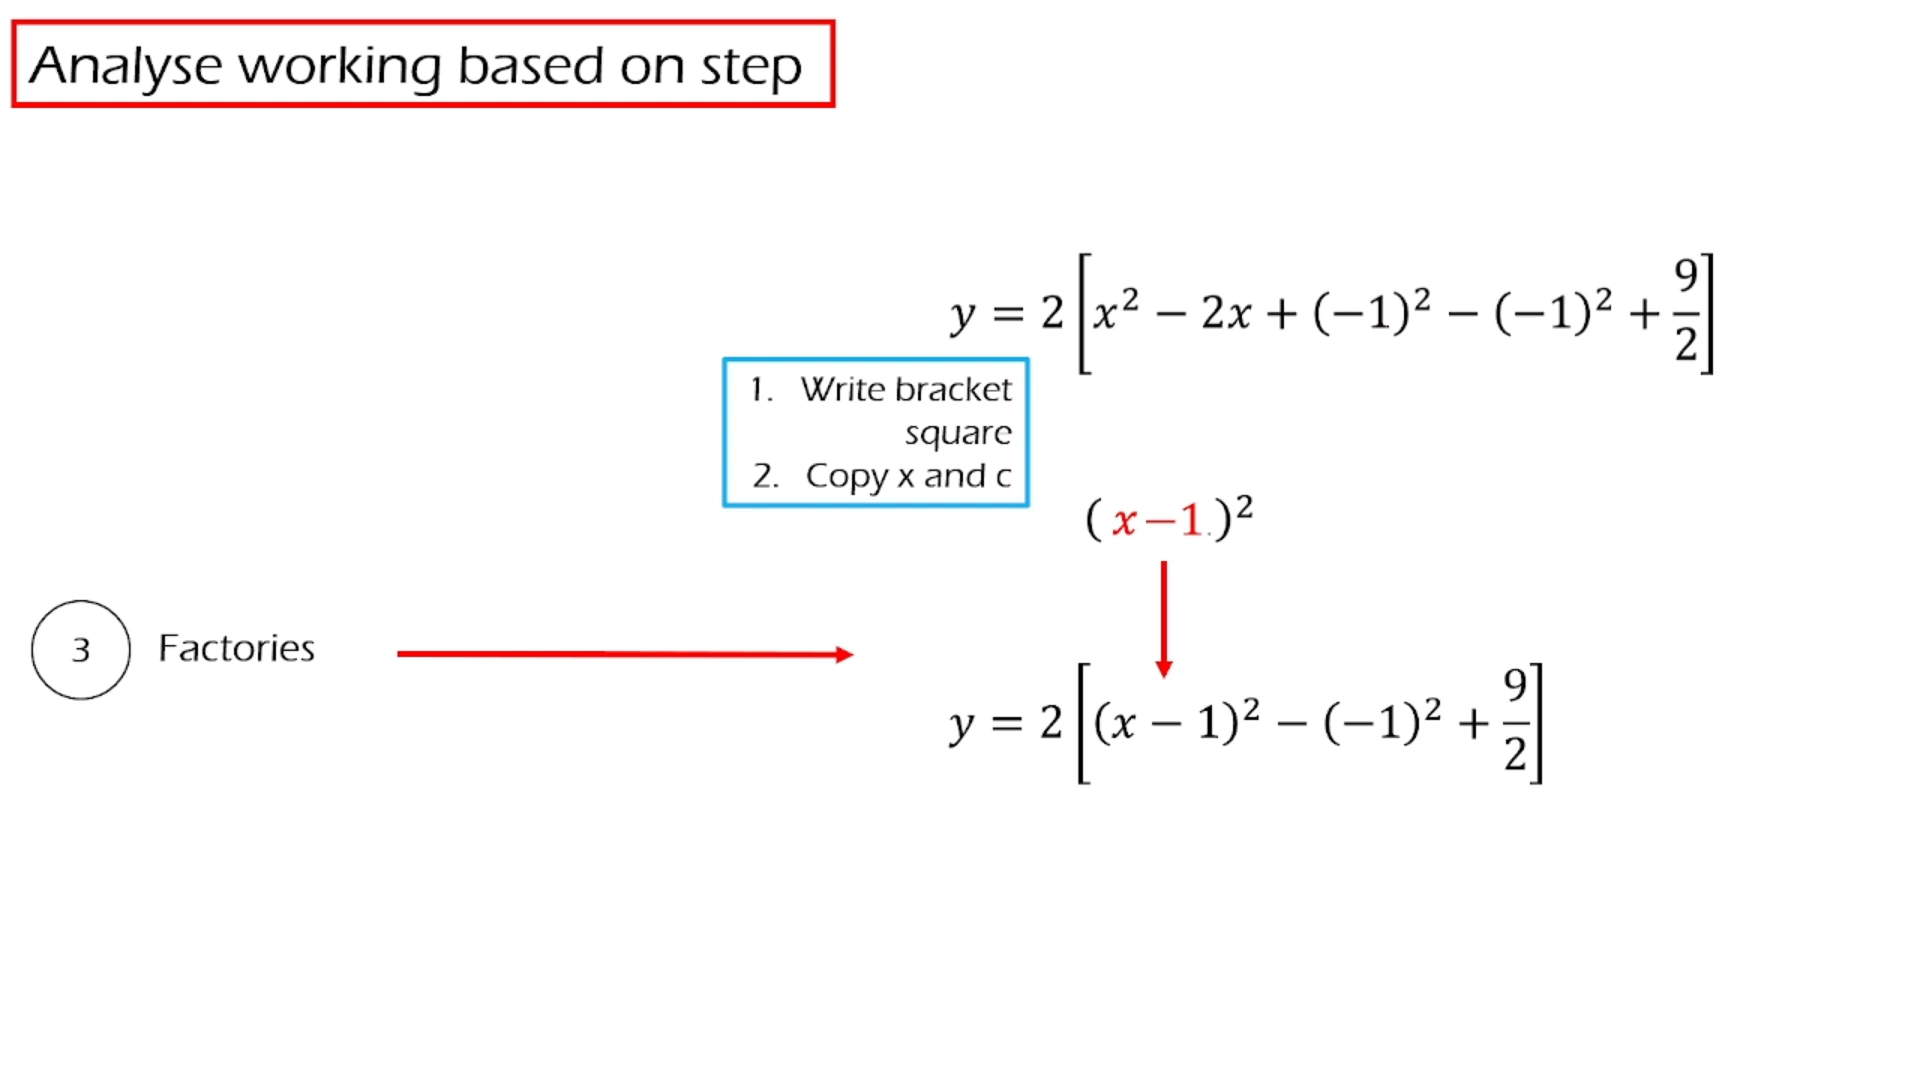 Analyse working based on step
y = 2 [x² − 2x + (−1)² − (−1)² + 9/2]
1. Write bracket
square
2. Copy x and c
(x−1.)²
3 Factories
y = 2 [(x − 1)² − (−1)² + 9/2]